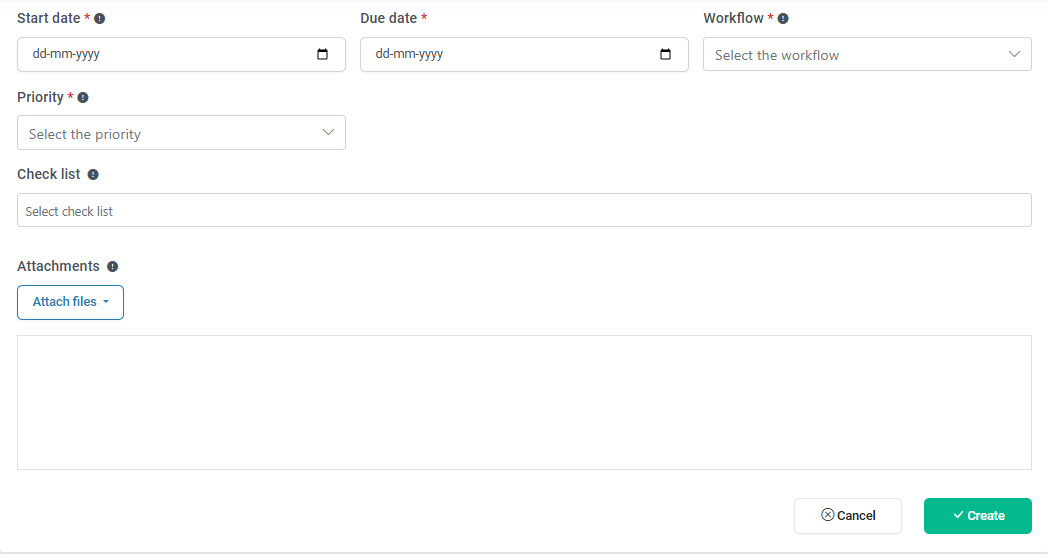 Start date * Due date * Workflow *
dd-mm-yyyy dd-mm-yyyy Select the workflow
Priority *
Select the priority
Check list
Select check list
Attachments
Attach files
Cancel Create